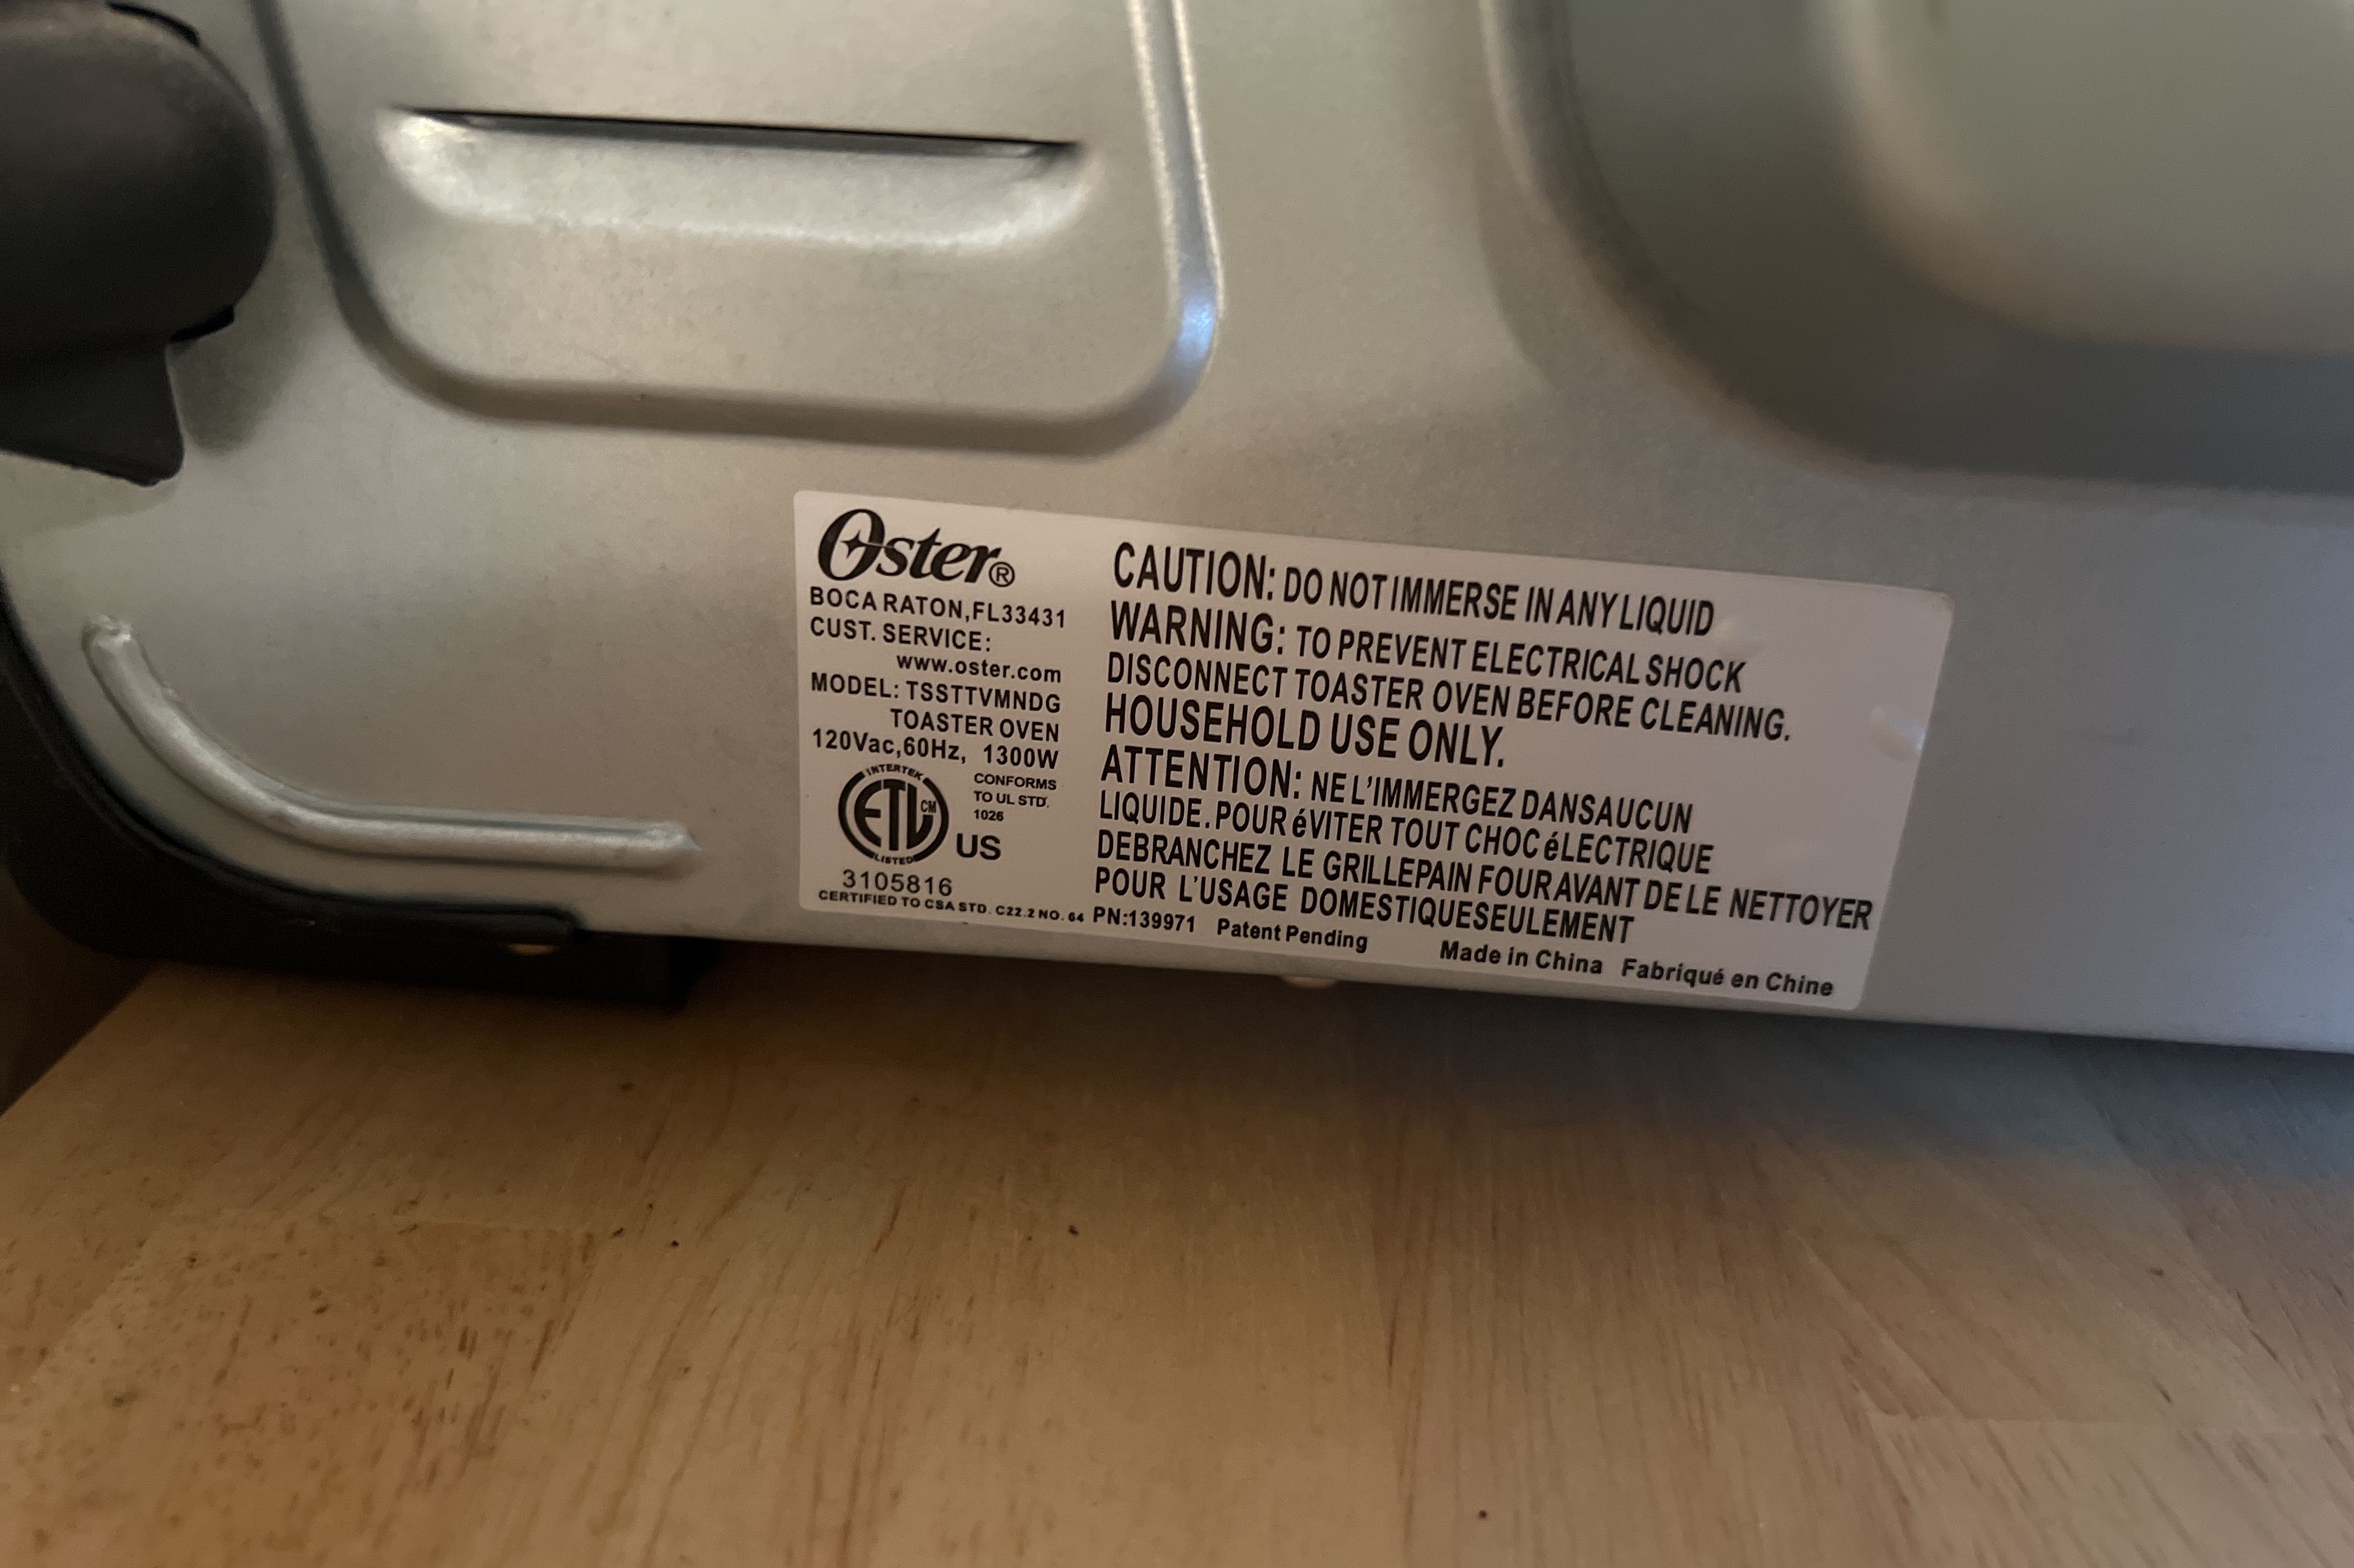 Oster®
BOCA RATON,FL33431
CUST. SERVICE:
www.oster.com
MODEL: TSSTTVMNDG
TOASTER OVEN
120Vac,60Hz, 1300W
INTERTEK
ETL CM
LISTED
US
CONFORMS
TO UL STD.
1026
3105816
CERTIFIED TO CSA STD. C22.2 NO. 64
CAUTION: DO NOT IMMERSE IN ANY LIQUID
WARNING: TO PREVENT ELECTRICAL SHOCK
DISCONNECT TOASTER OVEN BEFORE CLEANING.
HOUSEHOLD USE ONLY.
ATTENTION: NE L'IMMERGEZ DANSAUCUN
LIQUIDE. POUR éVITER TOUT CHOC éLECTRIQUE
DEBRANCHEZ LE GRILLEPAIN FOUR AVANT DE LE NETTOYER
POUR L'USAGE DOMESTIQUESEULEMENT
PN:139971 Patent Pending Made in China Fabriqué en Chine